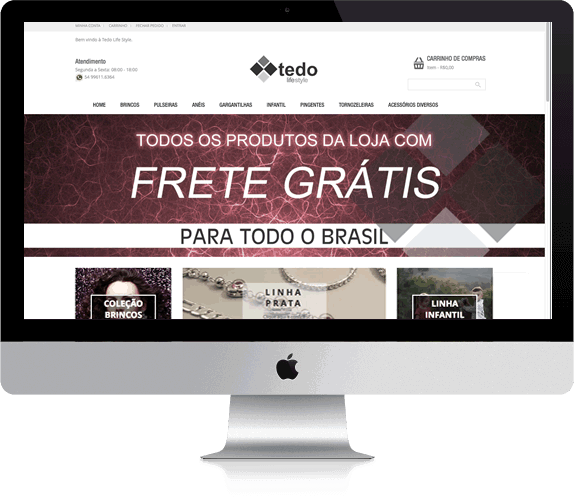 MINHA CONTA | CARRINHO | FECHAR PEDIDO | ENTRAR
Bem vindo à Tedo Life Style.
Atendimento
Segunda a Sexta: 08:00 - 18:00
54 99611.6364
tedo
lifestyle
CARRINHO DE COMPRAS
Item - R$0,00
HOME BRINCOS PULSEIRAS ANÉIS GARGANTILHAS INFANTIL PINGENTES TORNOZELEIRAS ACESSÓRIOS DIVERSOS
TODOS OS PRODUTOS DA LOJA COM
FRETE GRÁTIS
PARA TODO O BRASIL
COLEÇÃO
BRINCOS
LINHA
PRATA
LINHA
INFANTIL